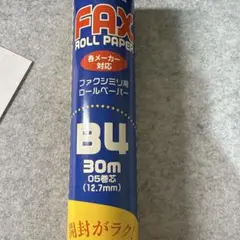 FAX
ROLL PAPER
各メーカー
対応
ファクシミリ用
ロールペーパー
B4
30m
05巻芯
(12.7mm)
開封がラク!